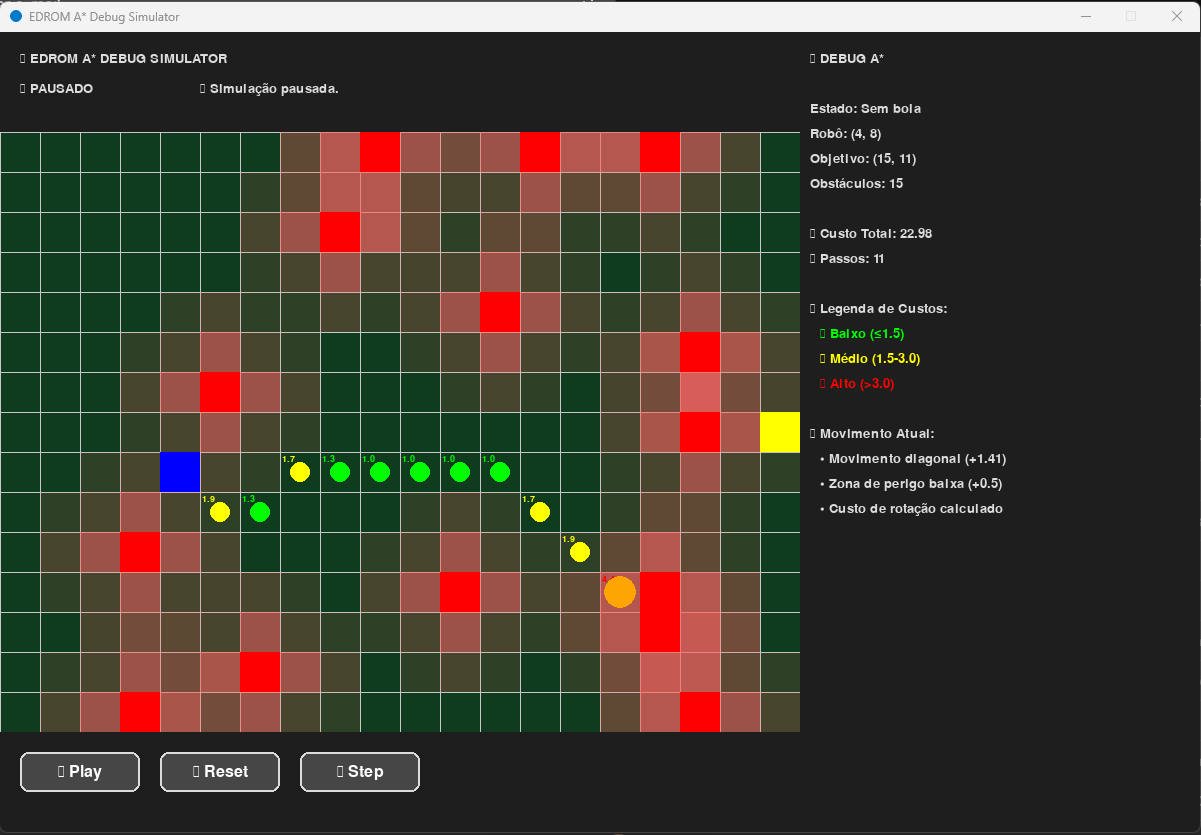 EDROM A* Debug Simulator
EDROM A* DEBUG SIMULATOR
PAUSADO
Simulação pausada.
1.7
1.3
1.0
1.0
1.0
1.0
1.9
1.3
1.7
1.9
DEBUG A*
Estado: Sem bola
Robô: (4, 8)
Objetivo: (15, 11)
Obstáculos: 15
Custo Total: 22.98
Passos: 11
Legenda de Custos:
Baixo (≤1.5)
Médio (1.5-3.0)
Alto (>3.0)
Movimento Atual:
• Movimento diagonal (+1.41)
• Zona de perigo baixa (+0.5)
• Custo de rotação calculado
Play
Reset
Step